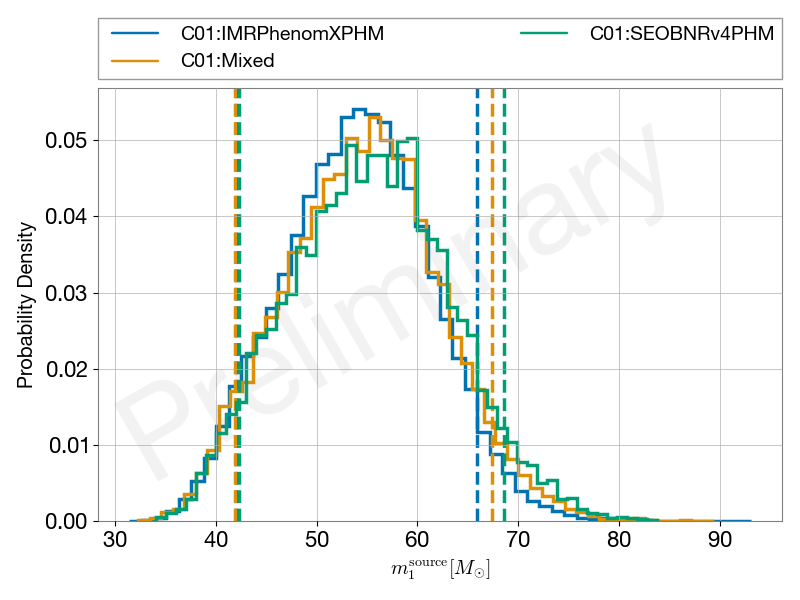 C01:IMRPhenomXPHM
C01:SEOBNRv4PHM
C01:Mixed
Preliminary
Probability Density
0.05
0.04
0.03
0.02
0.01
0.00
30 40 50 60 70 80 90
m₁^source [M⊙]